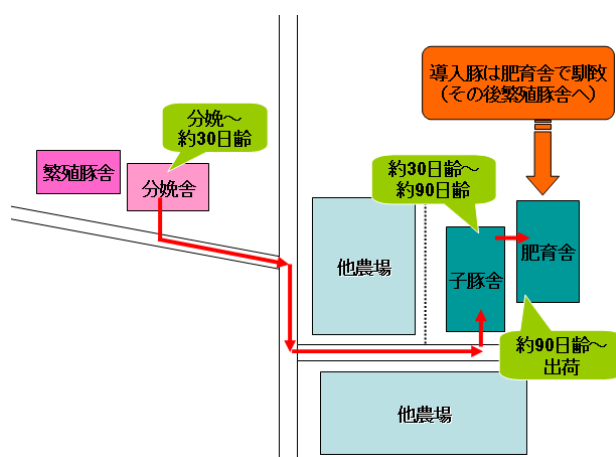 導入豚は肥育舎で馴致
(その後繁殖豚舎へ)
分娩～
約30日齢
繁殖豚舎
分娩舎
約30日齢～
約90日齢
他農場
子豚舎
肥育舎
約90日齢～
出荷
他農場